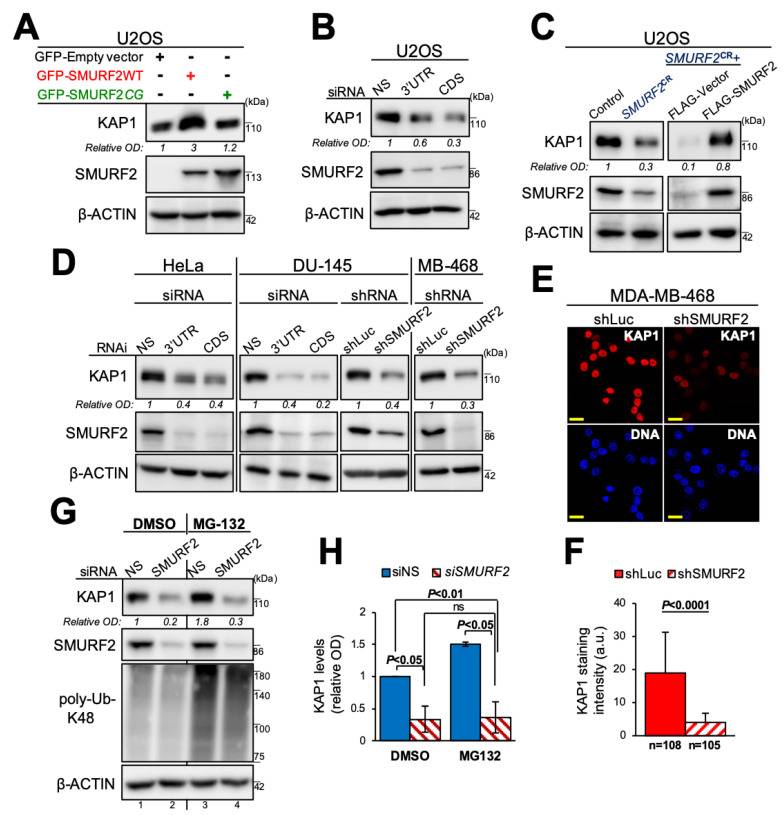 A
U2OS
GFP-Empty vector + - -
GFP-SMURF2WT - + -
GFP-SMURF2CG - - +
(kDa)
KAP1 110
Relative OD: 1 3 1.2
SMURF2 113
β-ACTIN 42
B
U2OS
siRNA NS 3'UTR CDS
(kDa)
KAP1 110
Relative OD: 1 0.6 0.3
SMURF2 86
β-ACTIN 42
C
U2OS
SMURF2CR+
Control SMURF2CR FLAG-Vector FLAG-SMURF2
(kDa)
KAP1 110
Relative OD: 1 0.3 0.1 0.8
SMURF2 86
β-ACTIN 42
D
HeLa DU-145 MB-468
siRNA siRNA shRNA shRNA
RNAi NS 3'UTR CDS NS 3'UTR CDS shLuc shSMURF2 shLuc shSMURF2
(kDa)
KAP1 110
Relative OD: 1 0.4 0.4 1 0.4 0.2 1 0.4 1 0.3
SMURF2 86
β-ACTIN 42
E
MDA-MB-468
shLuc shSMURF2
KAP1 KAP1
DNA DNA
G
DMSO MG-132
siRNA NS SMURF2 NS SMURF2
(kDa)
KAP1 110
Relative OD: 1 0.2 1.8 0.3
SMURF2 86
poly-Ub-
K48
180
140
100
75
β-ACTIN 42
1 2 3 4
H
siNS siSMURF2
KAP1 levels
(relative OD)
2
1.5
1
0.5
0
P<0.01
ns
P<0.05
P<0.05
DMSO MG132
F
shLuc shSMURF2
KAP1 staining
intensity (a.u.)
40
30
20
10
0
P<0.0001
n=108 n=105